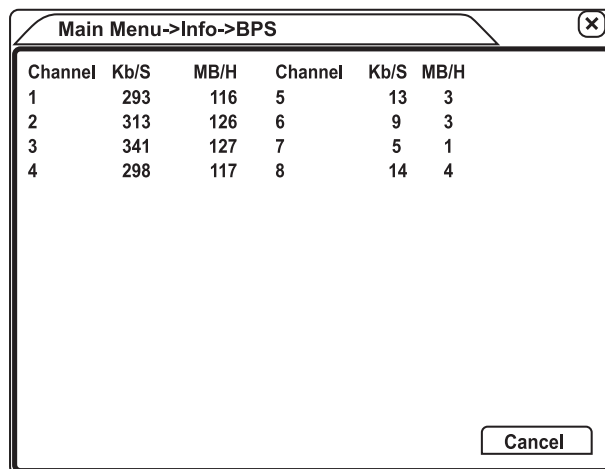 Main Menu->Info->BPS
Channel Kb/S MB/H Channel Kb/S MB/H
1 293 116 5 13 3
2 313 126 6 9 3
3 341 127 7 5 1
4 298 117 8 14 4
Cancel